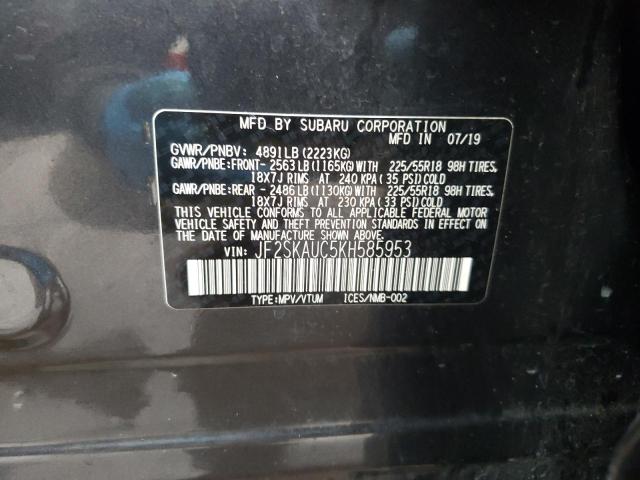 MFD BY SUBARU CORPORATION
MFD IN 07/19
GVWR/PNBV: 4891LB(2223KG)
GAWR/PNBE:FRONT- 2563LB(1165KG)WITH 225/55R18 98H TIRES,
18X7J RIMS AT 240 KPA(35 PSI)COLD
GAWR/PNBE:REAR - 2486LB(1130KG)WITH 225/55R18 98H TIRES,
18X7J RIMS AT 230 KPA(33 PSI)COLD
THIS VEHICLE CONFORMS TO ALL APPLICABLE FEDERAL MOTOR
VEHICLE SAFETY AND THEFT PREVENTION STANDARDS IN EFFECT ON
THE DATE OF MANUFACTURE SHOWN ABOVE.
VIN: JF2SKAUC5KH585953
TYPE:MPV/VTUM ICES/NMB-002